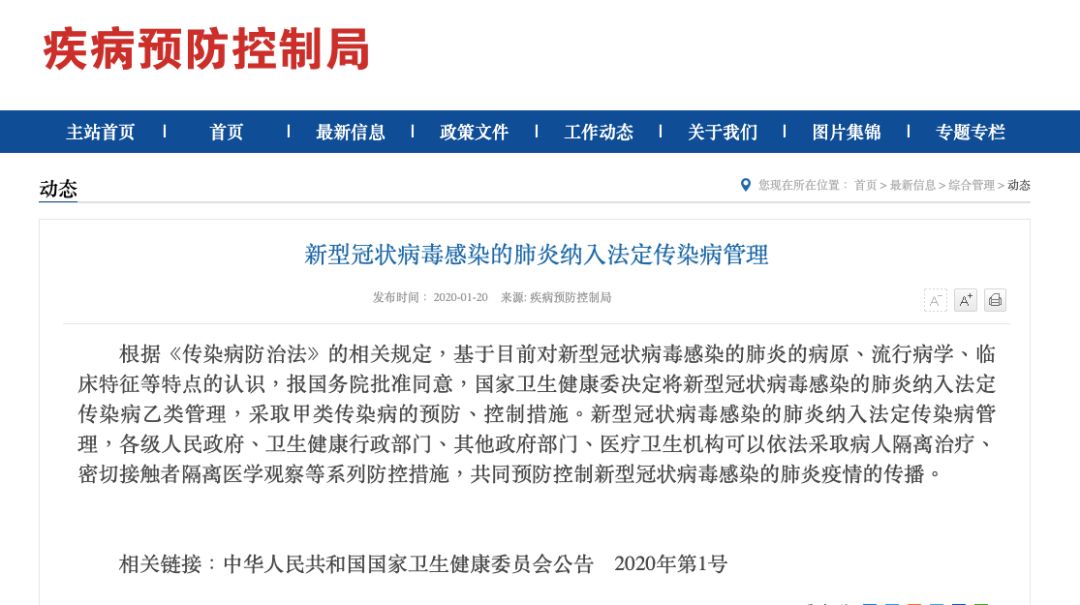 疾病预防控制局
主站首页 | 首页 | 最新信息 | 政策文件 | 工作动态 | 关于我们 | 图片集锦 | 专题专栏
动态 您现在所在位置： 首页 > 最新信息 > 综合管理 > 动态
新型冠状病毒感染的肺炎纳入法定传染病管理
发布时间： 2020-01-20 来源: 疾病预防控制局
A- A+
根据《传染病防治法》的相关规定，基于目前对新型冠状病毒感染的肺炎的病原、流行病学、临
床特征等特点的认识，报国务院批准同意，国家卫生健康委决定将新型冠状病毒感染的肺炎纳入法定
传染病乙类管理，采取甲类传染病的预防、控制措施。新型冠状病毒感染的肺炎纳入法定传染病管
理，各级人民政府、卫生健康行政部门、其他政府部门、医疗卫生机构可以依法采取病人隔离治疗、
密切接触者隔离医学观察等系列防控措施，共同预防控制新型冠状病毒感染的肺炎疫情的传播。
相关链接：中华人民共和国国家卫生健康委员会公告 2020年第1号